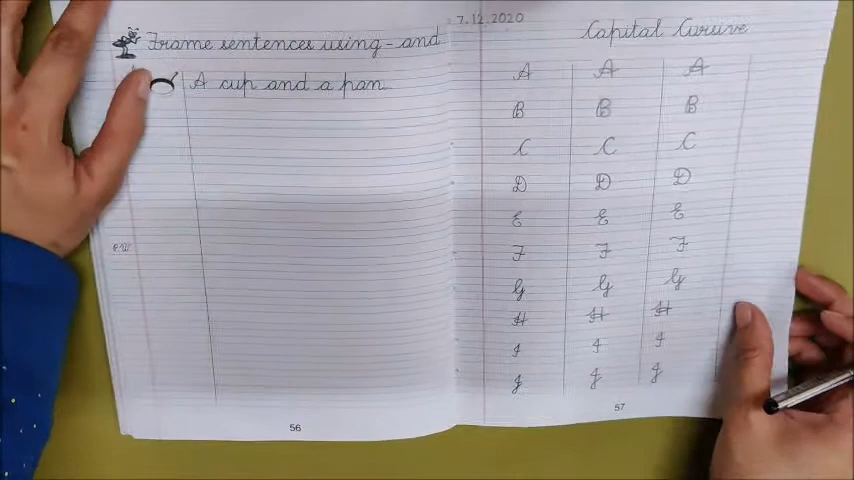 Frame sentences using - and
A cup and a pan
56
7.12.2020
Capital Cursive
A A A
B B B
C C C
D D D
E E E
F F F
G G G
H H H
I I I
J J J
57